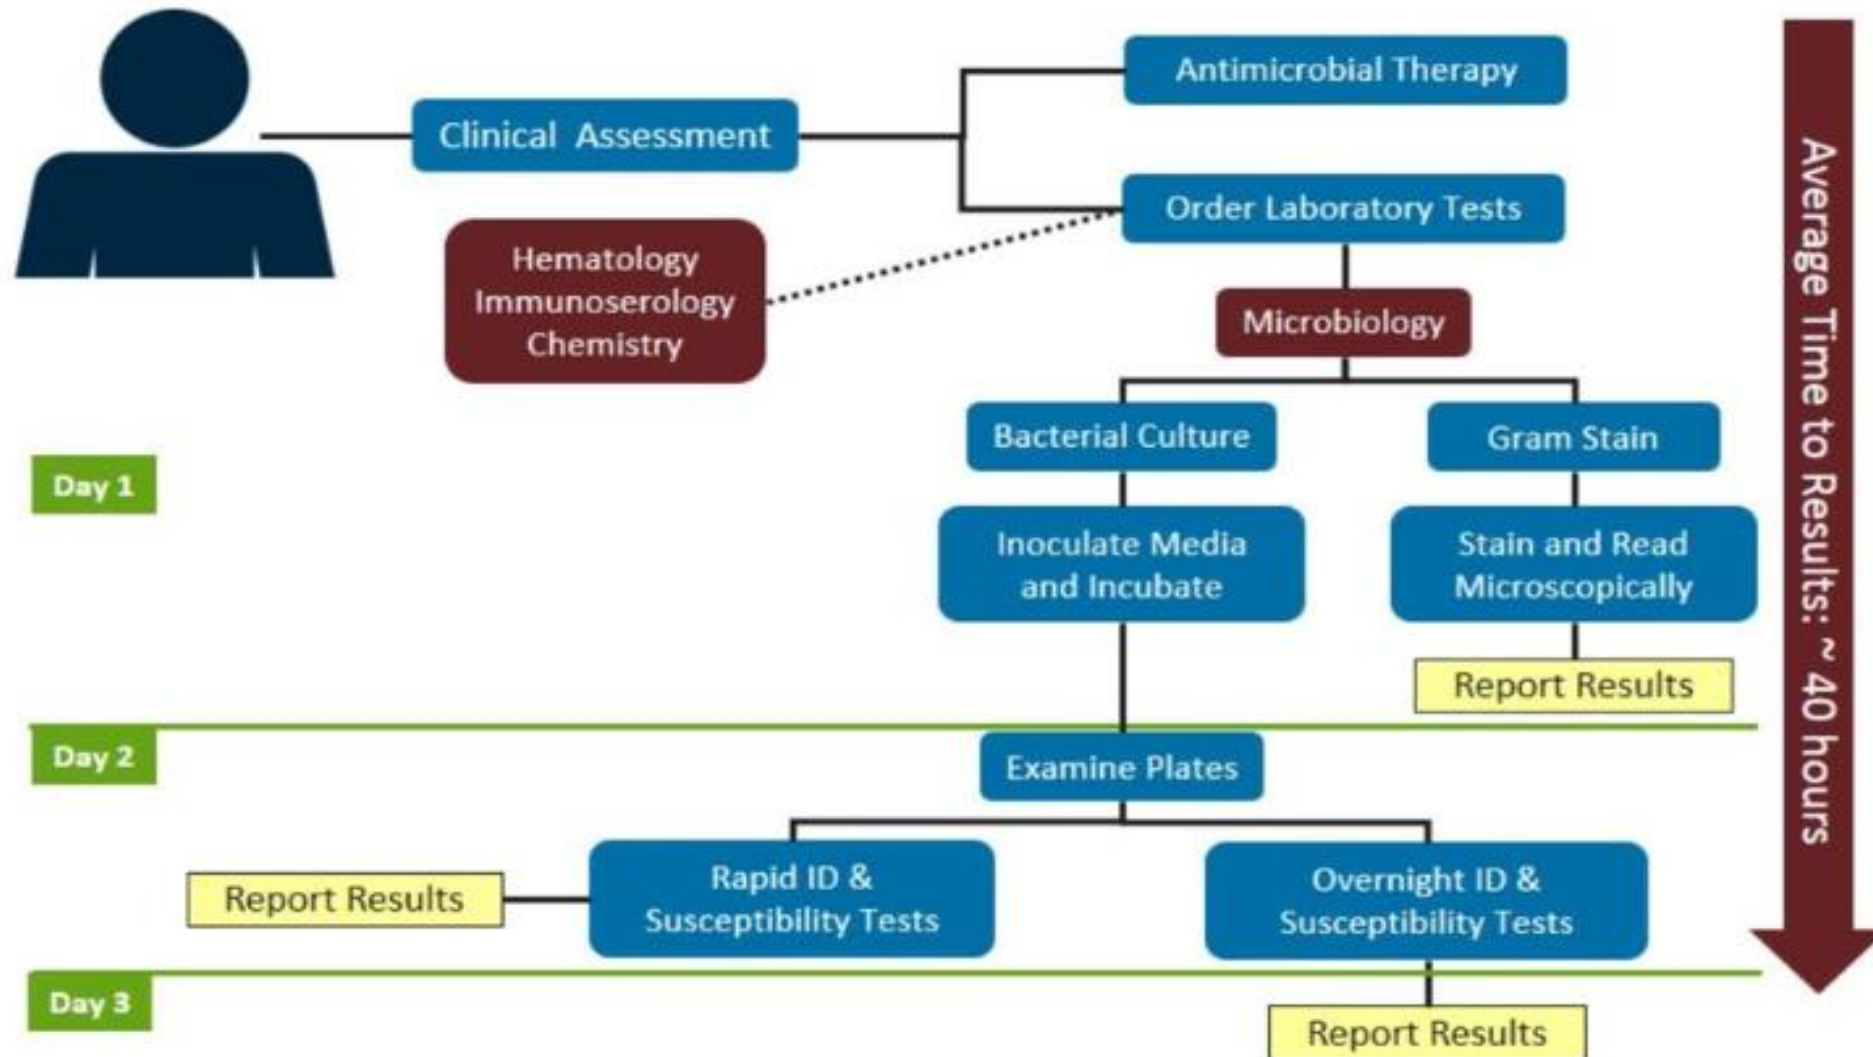 Antimicrobial Therapy
Clinical Assessment
Order Laboratory Tests
Hematology
Immunoserology
Chemistry
Microbiology
Bacterial Culture
Gram Stain
Day 1
Inoculate Media
and Incubate
Stain and Read
Microscopically
Report Results
Day 2
Examine Plates
Rapid ID &
Susceptibility Tests
Report Results
Overnight ID &
Susceptibility Tests
Day 3
Report Results
Average Time to Results: ~ 40 hours